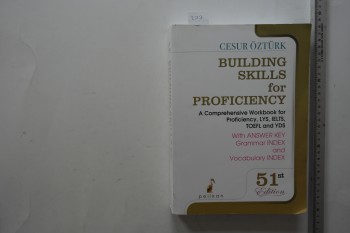 CESUR ÖZTÜRK
BUILDING
SKILLS
for
PROFICIENCY
A Comprehensive Workbook for
Proficiency, LYS, IELTS,
TOEFL and YDS
With ANSWER KEY
Grammar INDEX
and
Vocabulary INDEX
51st
Edition
pelikan